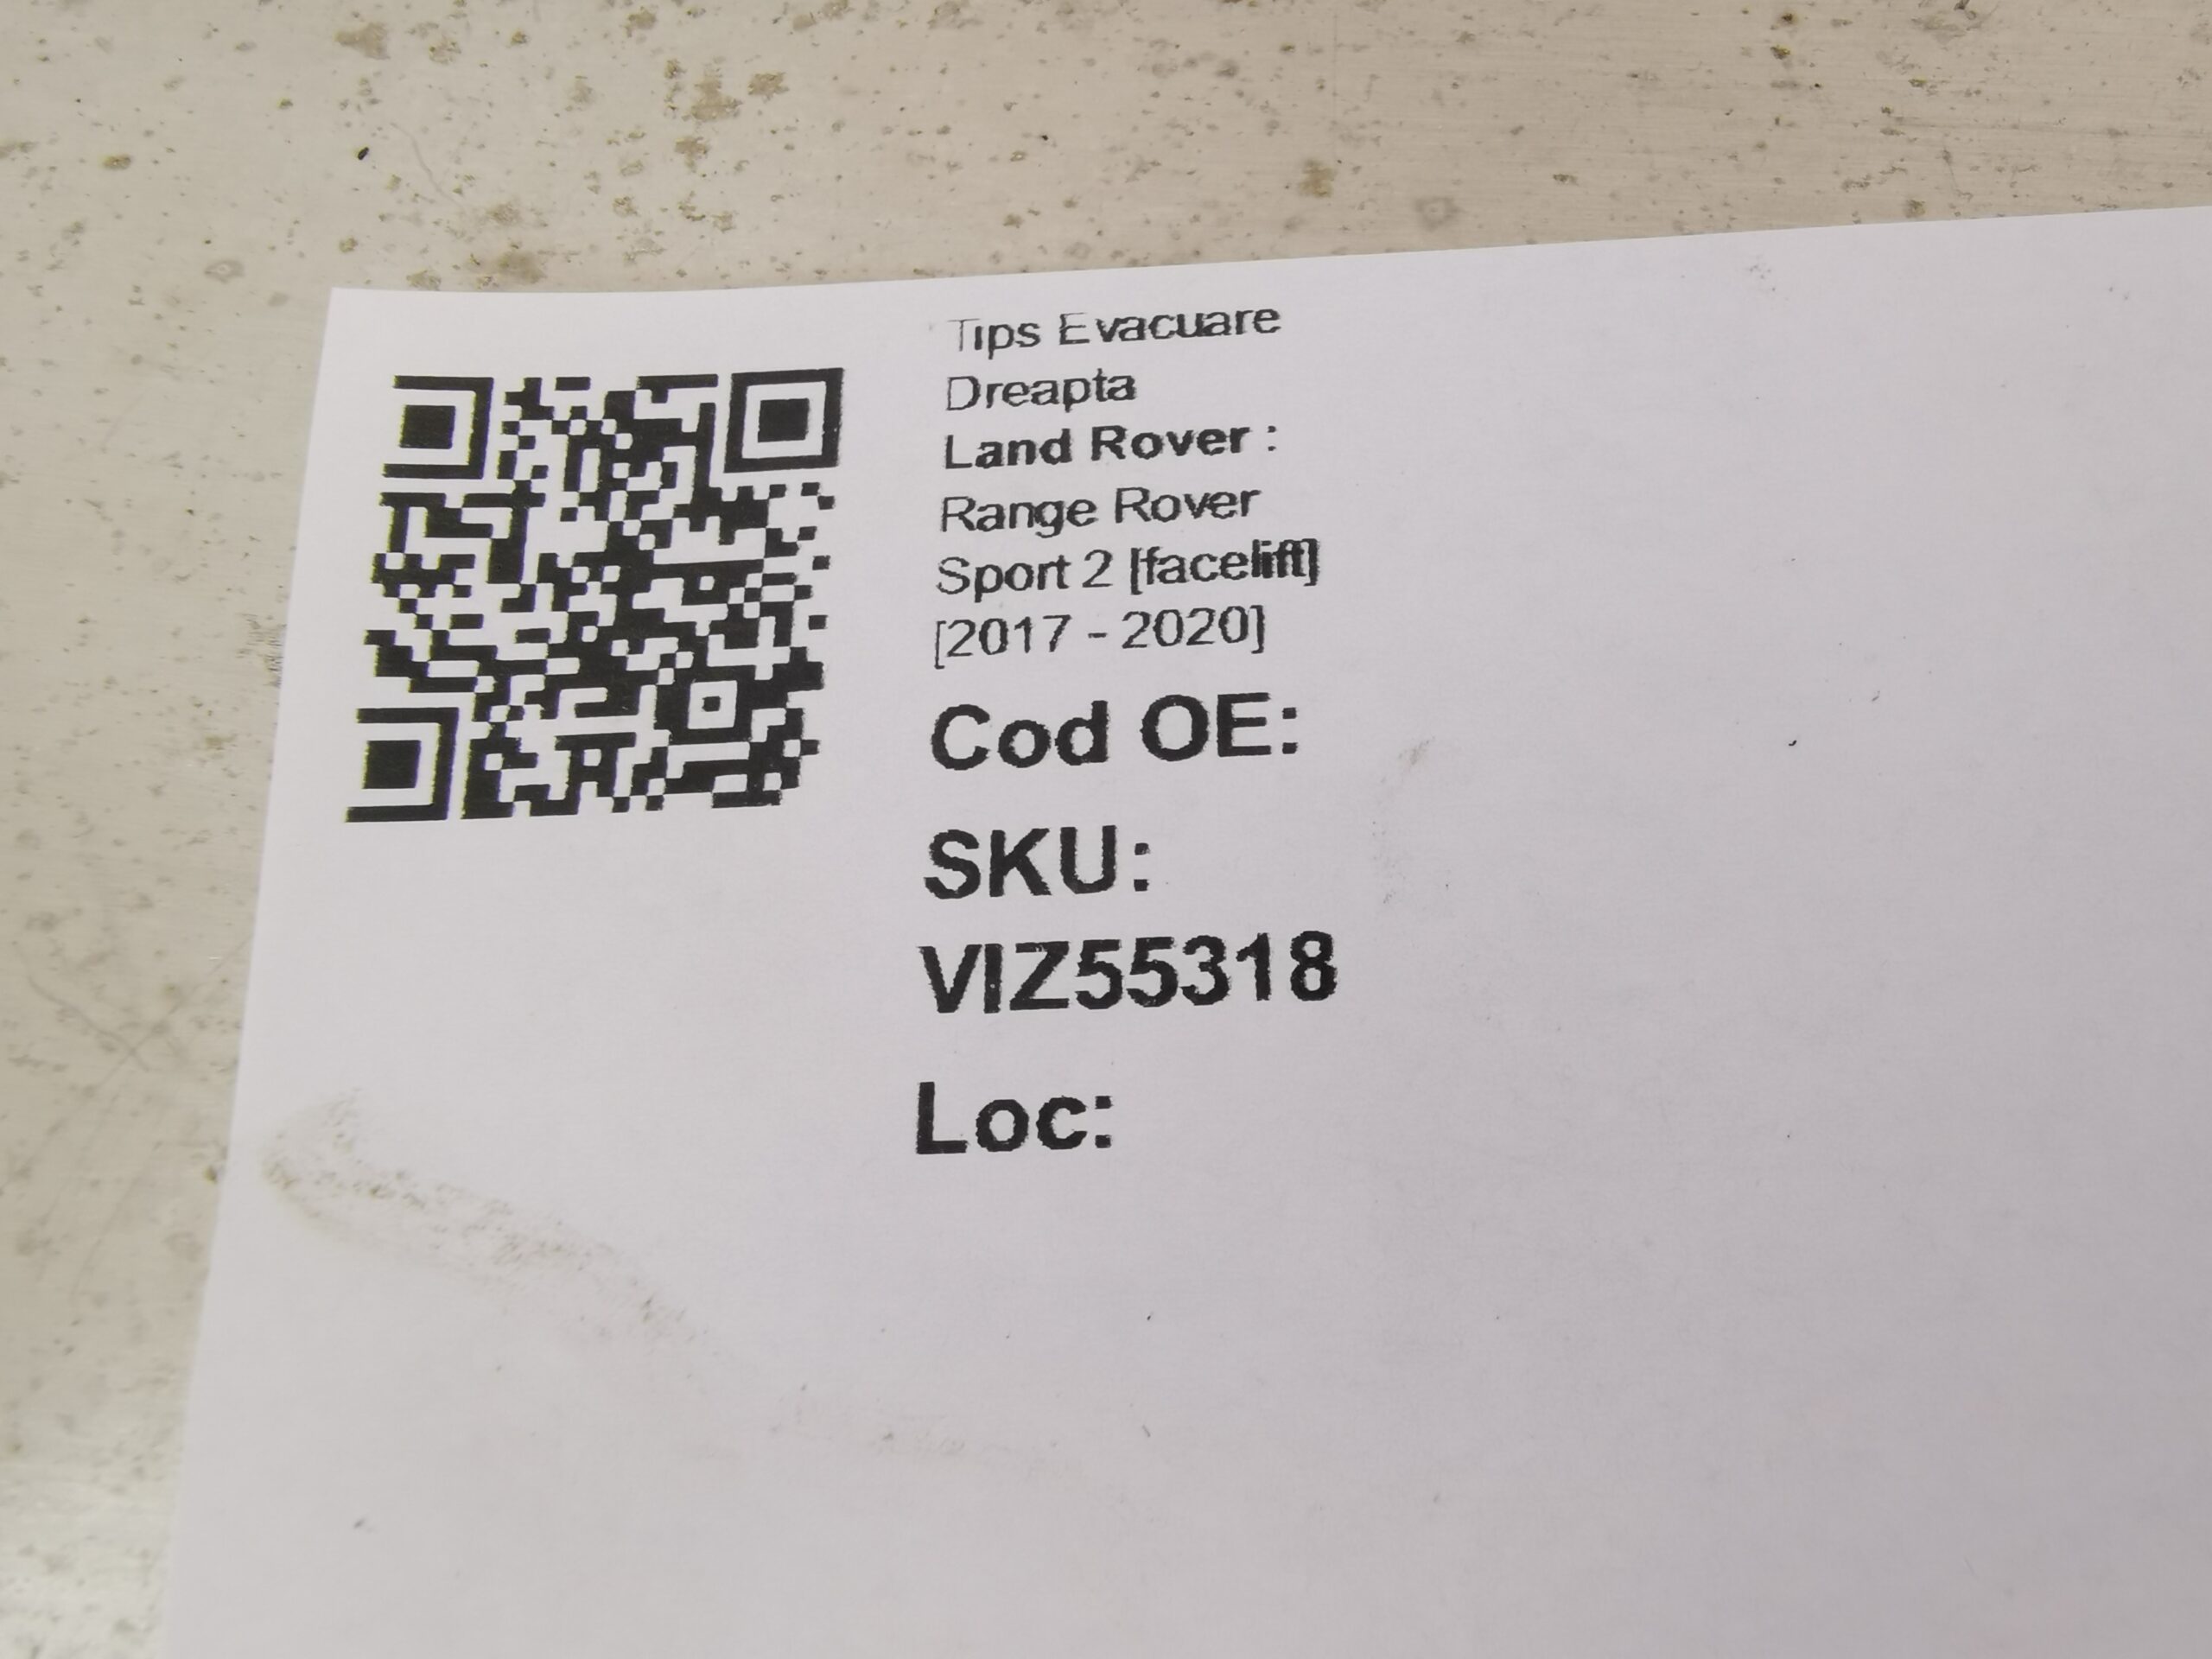 Tips Evacuare
Dreapta
Land Rover :
Range Rover
Sport 2 [facelift]
[2017 - 2020]
Cod OE:
SKU:
VIZ55318
Loc: